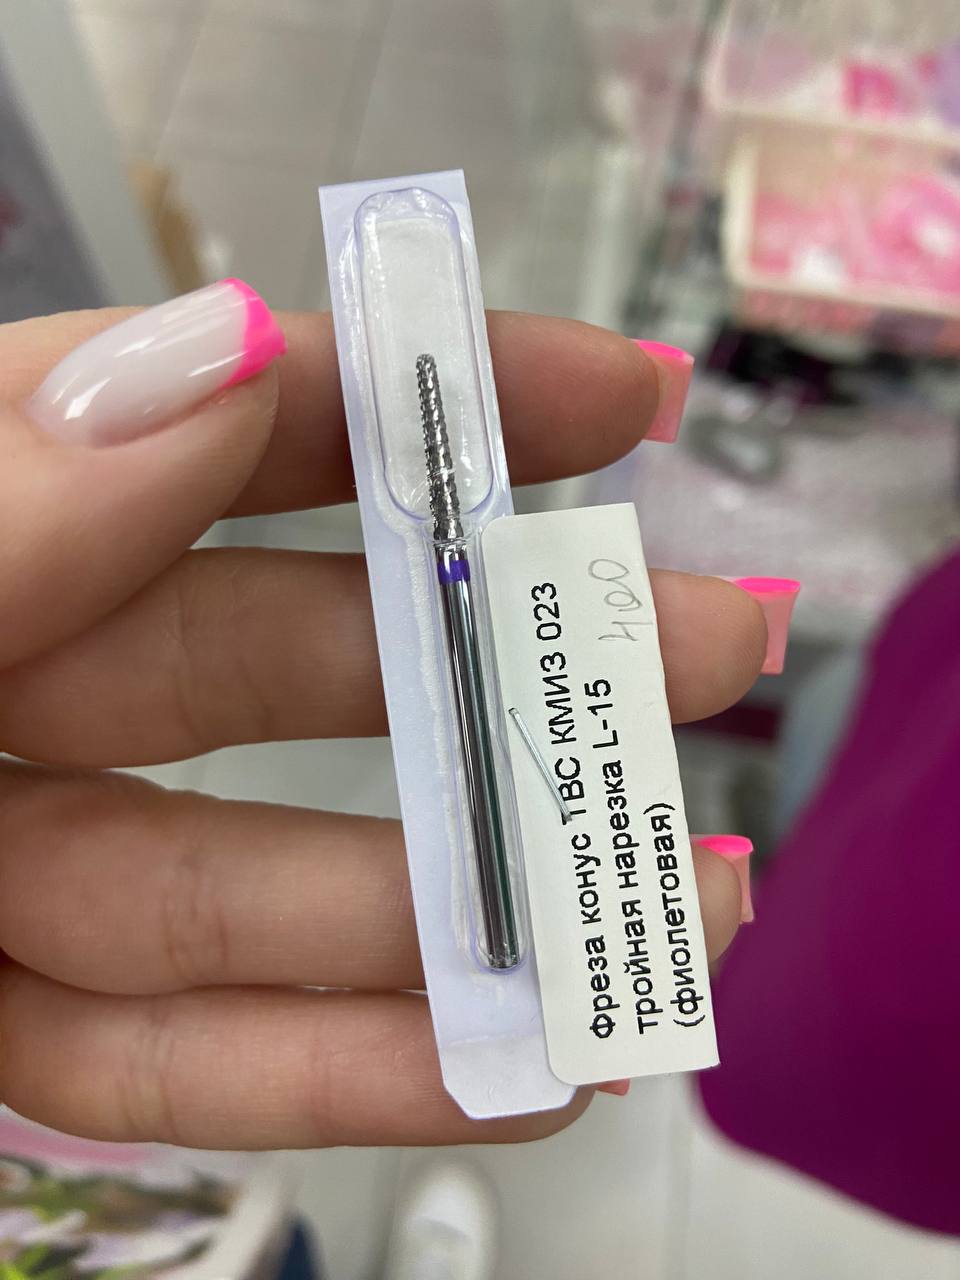 Фреза конус ТВС КМИЗ 023
тройная нарезка L-15 400
(фиолетовая)